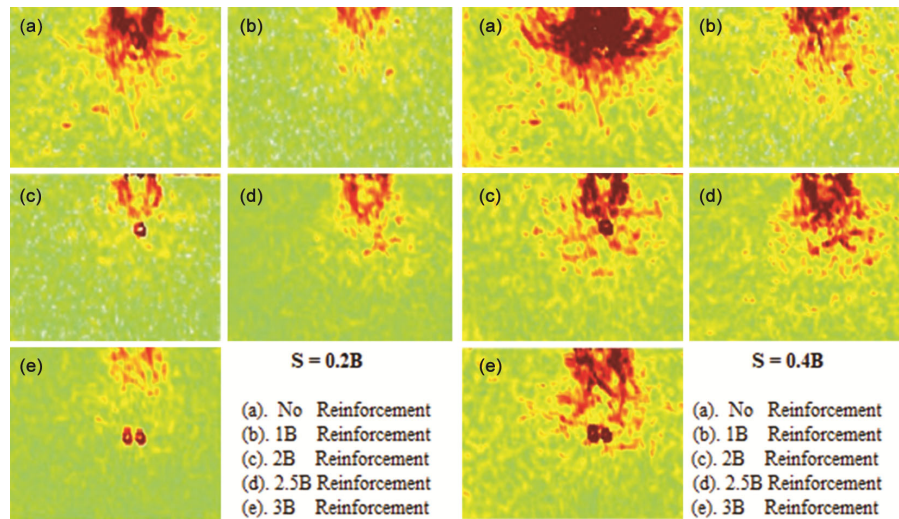 (a)
(b)
(a)
(b)
(c)
(d)
(c)
(d)
(e)
S = 0.2B
(a). No Reinforcement
(b). 1B Reinforcement
(c). 2B Reinforcement
(d). 2.5B Reinforcement
(e). 3B Reinforcement
(e)
S = 0.4B
(a). No Reinforcement
(b). 1B Reinforcement
(c). 2B Reinforcement
(d). 2.5B Reinforcement
(e). 3B Reinforcement